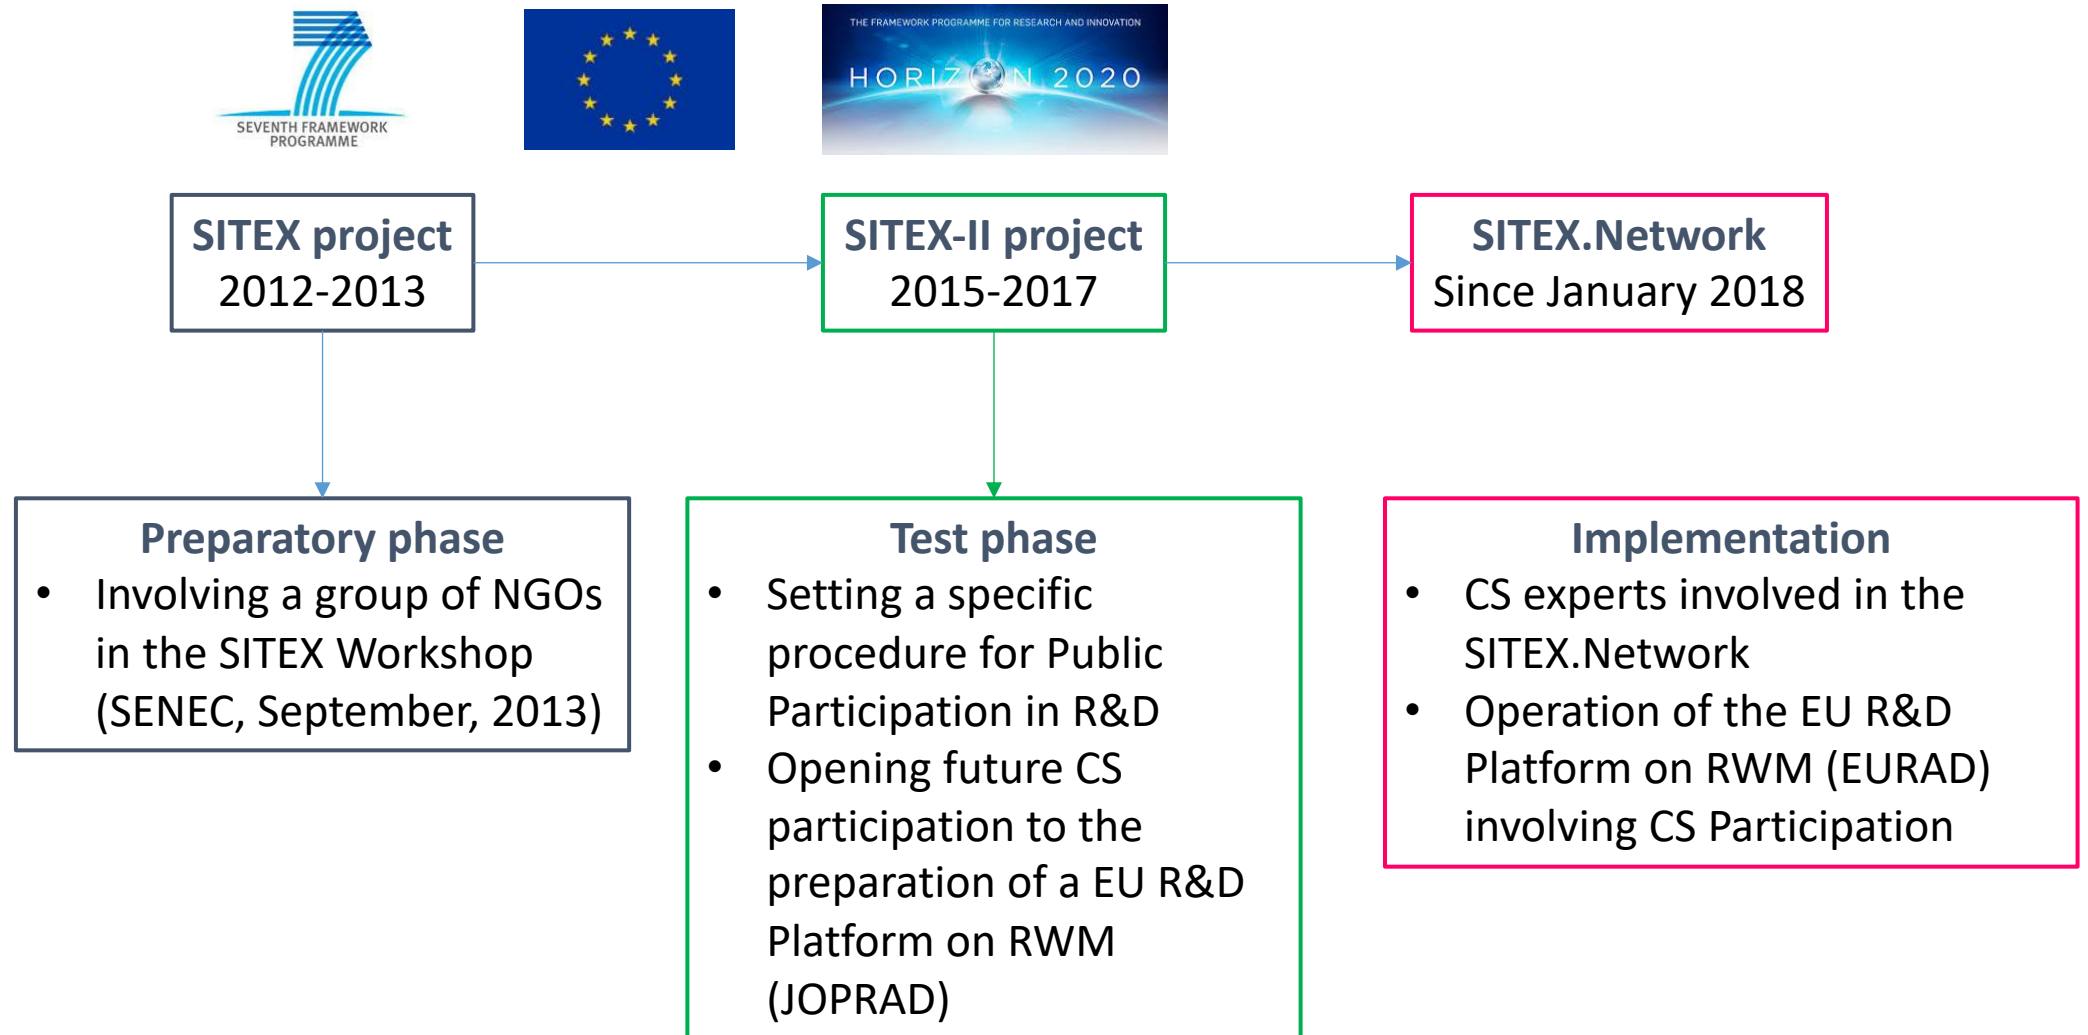 SEVENTH FRAMEWORK
PROGRAMME
THE FRAMEWORK PROGRAMME FOR RESEARCH AND INNOVATION
HORIZON 2020
SITEX project
2012-2013
SITEX-II project
2015-2017
SITEX.Network
Since January 2018
Preparatory phase
• Involving a group of NGOs
in the SITEX Workshop
(SENEC, September, 2013)
Test phase
• Setting a specific
procedure for Public
Participation in R&D
• Opening future CS
participation to the
preparation of a EU R&D
Platform on RWM
(JOPRAD)
Implementation
• CS experts involved in the
SITEX.Network
• Operation of the EU R&D
Platform on RWM (EURAD)
involving CS Participation